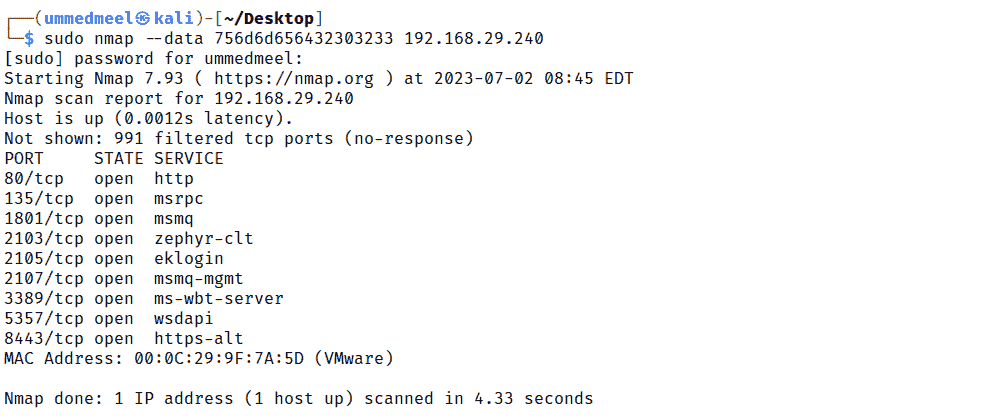 ┌──(ummedmeel㉿kali)-[~/Desktop]
└─$ sudo nmap --data 756d6d656432303233 192.168.29.240
[sudo] password for ummedmeel:
Starting Nmap 7.93 ( https://nmap.org ) at 2023-07-02 08:45 EDT
Nmap scan report for 192.168.29.240
Host is up (0.0012s latency).
Not shown: 991 filtered tcp ports (no-response)
PORT     STATE SERVICE
80/tcp   open  http
135/tcp  open  msrpc
1801/tcp open  msmq
2103/tcp open  zephyr-clt
2105/tcp open  eklogin
2107/tcp open  msmq-mgmt
3389/tcp open  ms-wbt-server
5357/tcp open  wsdapi
8443/tcp open  https-alt
MAC Address: 00:0C:29:9F:7A:5D (VMware)
Nmap done: 1 IP address (1 host up) scanned in 4.33 seconds